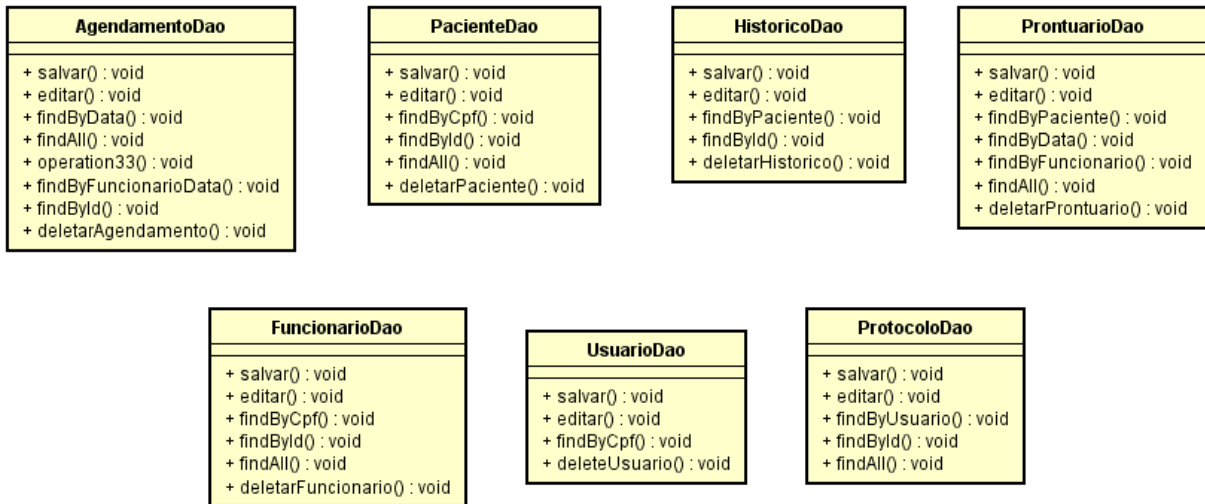 AgendamentoDao
+ salvar() : void
+ editar() : void
+ findByData() : void
+ findAll() : void
+ operation33() : void
+ findByFuncionarioData() : void
+ findById() : void
+ deletarAgendamento() : void
PacienteDao
+ salvar() : void
+ editar() : void
+ findByCpf() : void
+ findById() : void
+ findAll() : void
+ deletarPaciente() : void
HistoricoDao
+ salvar() : void
+ editar() : void
+ findByPaciente() : void
+ findById() : void
+ deletarHistorico() : void
ProntuarioDao
+ salvar() : void
+ editar() : void
+ findByPaciente() : void
+ findByData() : void
+ findByFuncionario() : void
+ findAll() : void
+ deletarProntuario() : void
FuncionarioDao
+ salvar() : void
+ editar() : void
+ findByCpf() : void
+ findById() : void
+ findAll() : void
+ deletarFuncionario() : void
UsuarioDao
+ salvar() : void
+ editar() : void
+ findByCpf() : void
+ deleteUsuario() : void
ProtocoloDao
+ salvar() : void
+ editar() : void
+ findByUsuario() : void
+ findById() : void
+ findAll() : void